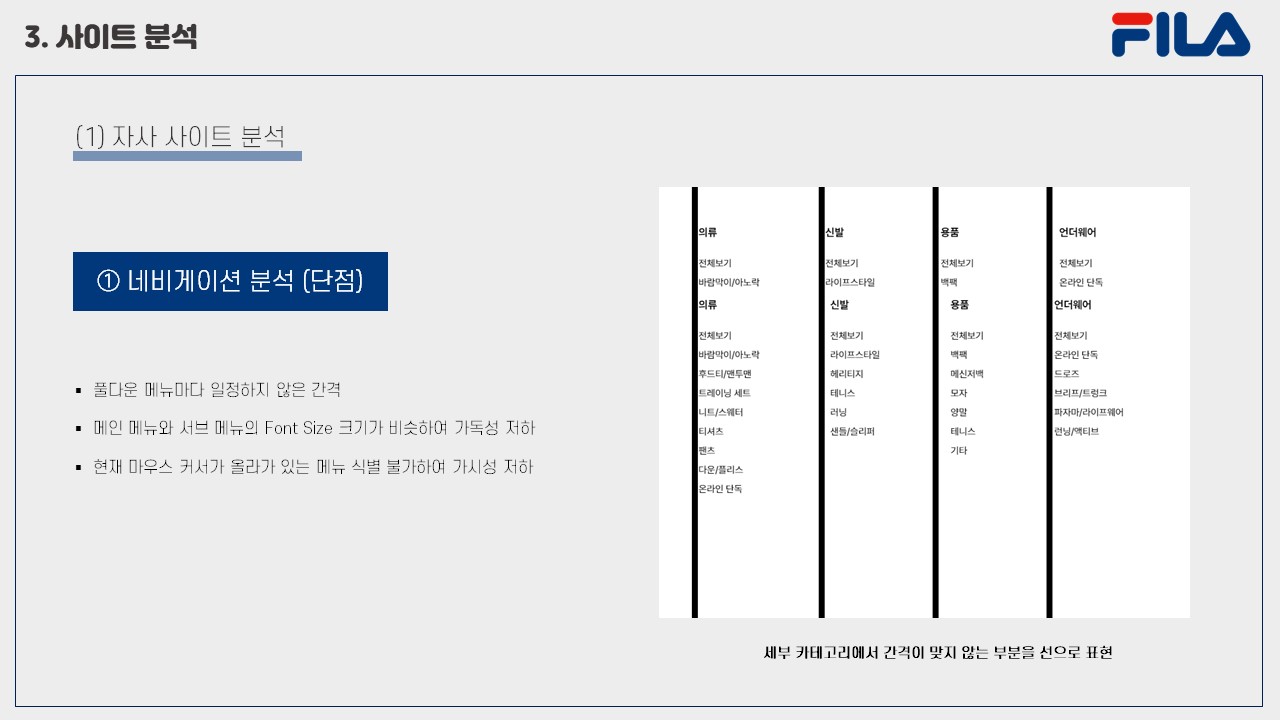 3. 사이트 분석
FILA
(1) 자사 사이트 분석
① 네비게이션 분석 (단점)
▪ 풀다운 메뉴마다 일정하지 않은 간격
▪ 메인 메뉴와 서브 메뉴의 Font Size 크기가 비슷하여 가독성 저하
▪ 현재 마우스 커서가 올라가 있는 메뉴 식별 불가하여 가시성 저하
의류 신발 용품 언더웨어
전체보기 전체보기 전체보기 전체보기
바람막이/아노락 라이프스타일 백팩 온라인 단독
의류 신발 용품 언더웨어
전체보기 전체보기 전체보기 전체보기
바람막이/아노락 라이프스타일 백팩 온라인 단독
후드티/맨투맨 헤리티지 메신저백 드로즈
트레이닝 세트 테니스 모자 브리프/트렁크
니트/스웨터 러닝 양말 파자마/라이프웨어
티셔츠 샌들/슬리퍼 테니스 런닝/액티브
팬츠 기타
다운/플리스
온라인 단독
세부 카테고리에서 간격이 맞지 않는 부분을 선으로 표현